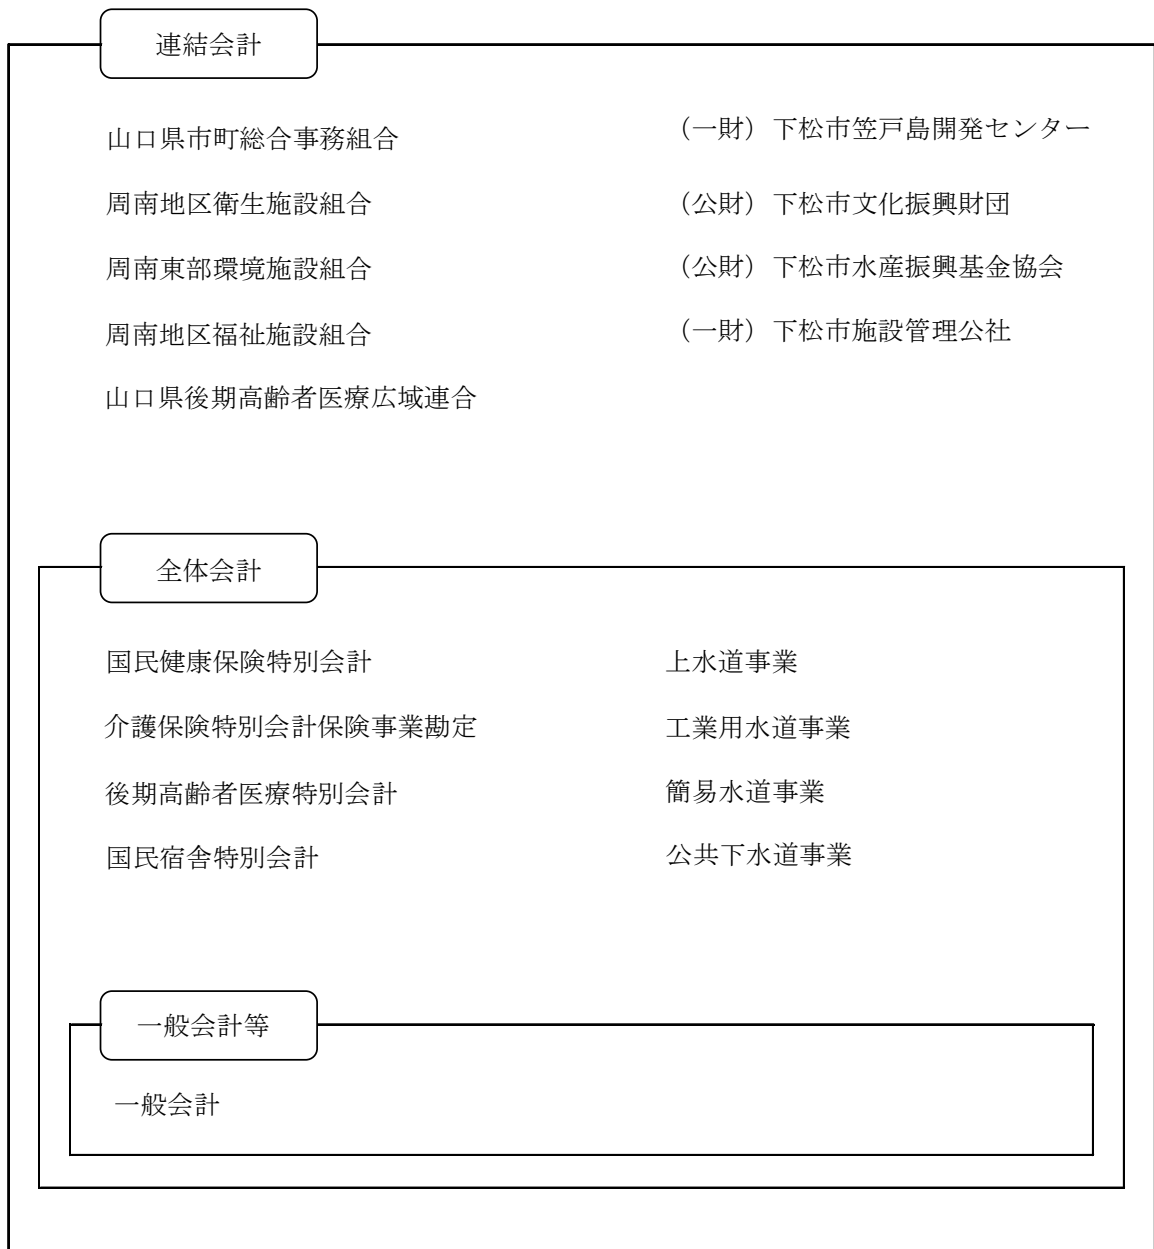 連結会計
山口県市町総合事務組合
周南地区衛生施設組合
周南東部環境施設組合
周南地区福祉施設組合
山口県後期高齢者医療広域連合
（一財）下松市笠戸島開発センター
（公財）下松市文化振興財団
（公財）下松市水産振興基金協会
（一財）下松市施設管理公社
全体会計
国民健康保険特別会計
介護保険特別会計保険事業勘定
後期高齢者医療特別会計
国民宿舎特別会計
上水道事業
工業用水道事業
簡易水道事業
公共下水道事業
一般会計等
一般会計